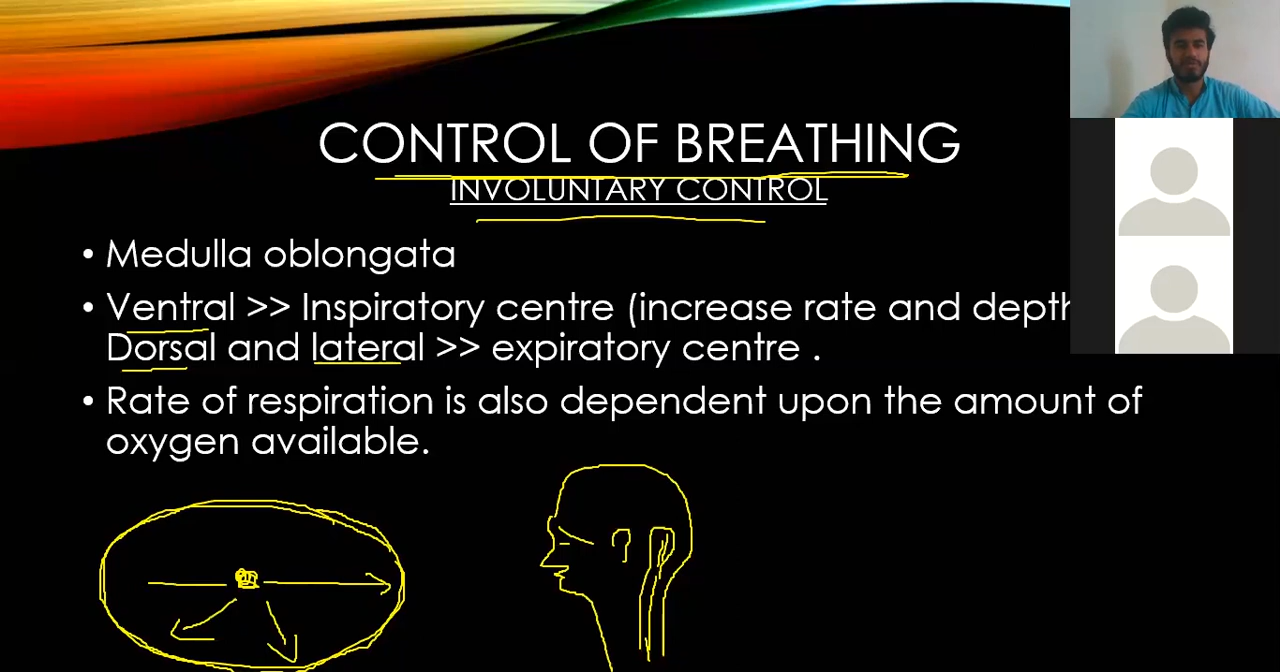 CONTROL OF BREATHING
INVOLUNTARY CONTROL
• Medulla oblongata
• Ventral >> Inspiratory centre (increase rate and depth
Dorsal and lateral >> expiratory centre .
• Rate of respiration is also dependent upon the amount of
oxygen available.